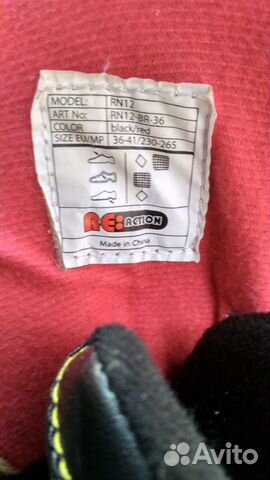 MODEL: RN12
ART No: RN12-BR-36
COLOR black/red
SIZE EU/MP 36-41/230-265
RE:ACTION
Made in China
Avito